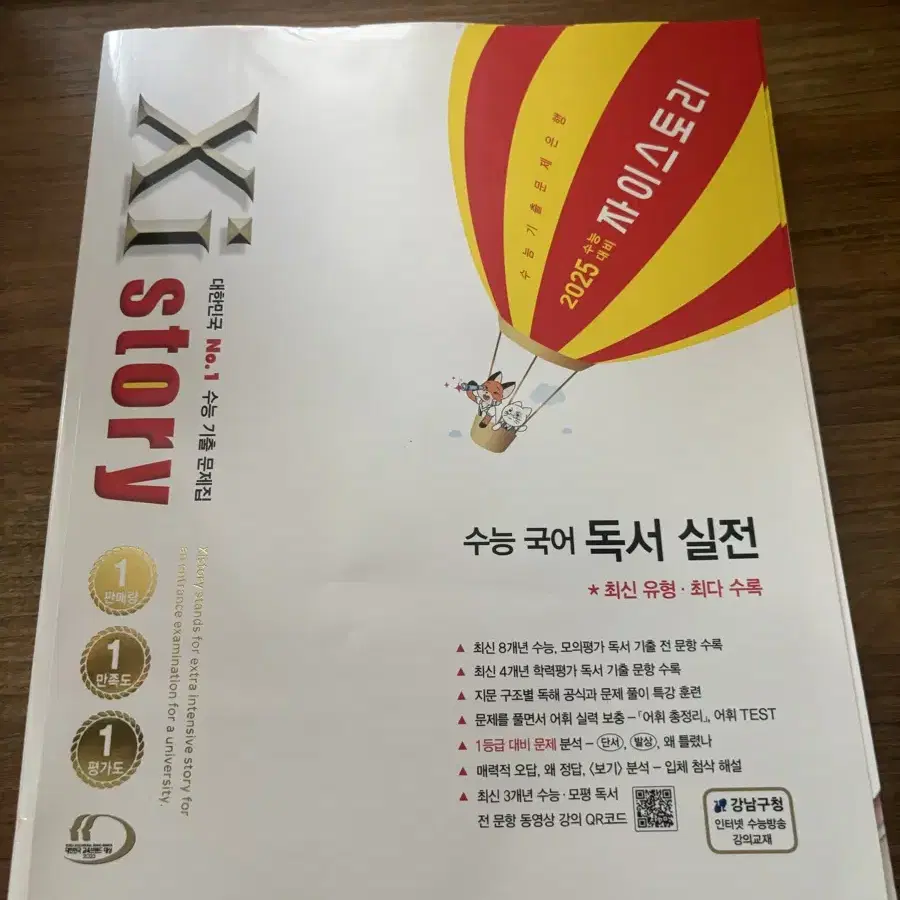 Xi
story
대한민국 No.1 수능 기출 문제집
Xi-story stands for extra intensive story for
an entrance examination for a university.
1
판매량
1
만족도
1
평가도
2023
수능기출문제은행
2025 수능
대비
자이스토리
수능 국어 독서 실전
* 최신 유형 · 최다 수록
▲ 최신 8개년 수능, 모의평가 독서 기출 전 문항 수록
▲ 최신 4개년 학력평가 독서 기출 문항 수록
▲ 지문 구조별 독해 공식과 문제 풀이 특강 훈련
▲ 문제를 풀면서 어휘 실력 보충 – 「어휘 총정리」, 어휘 TEST
▲ 1등급 대비 문제 분석 – 단서, 발상, 왜 틀렸나
▲ 매력적 오답, 왜 정답, 〈보기〉 분석 – 입체 첨삭 해설
▲ 최신 3개년 수능 · 모평 독서
전 문항 동영상 강의 QR코드
강남구청
인터넷 수능방송
강의교재